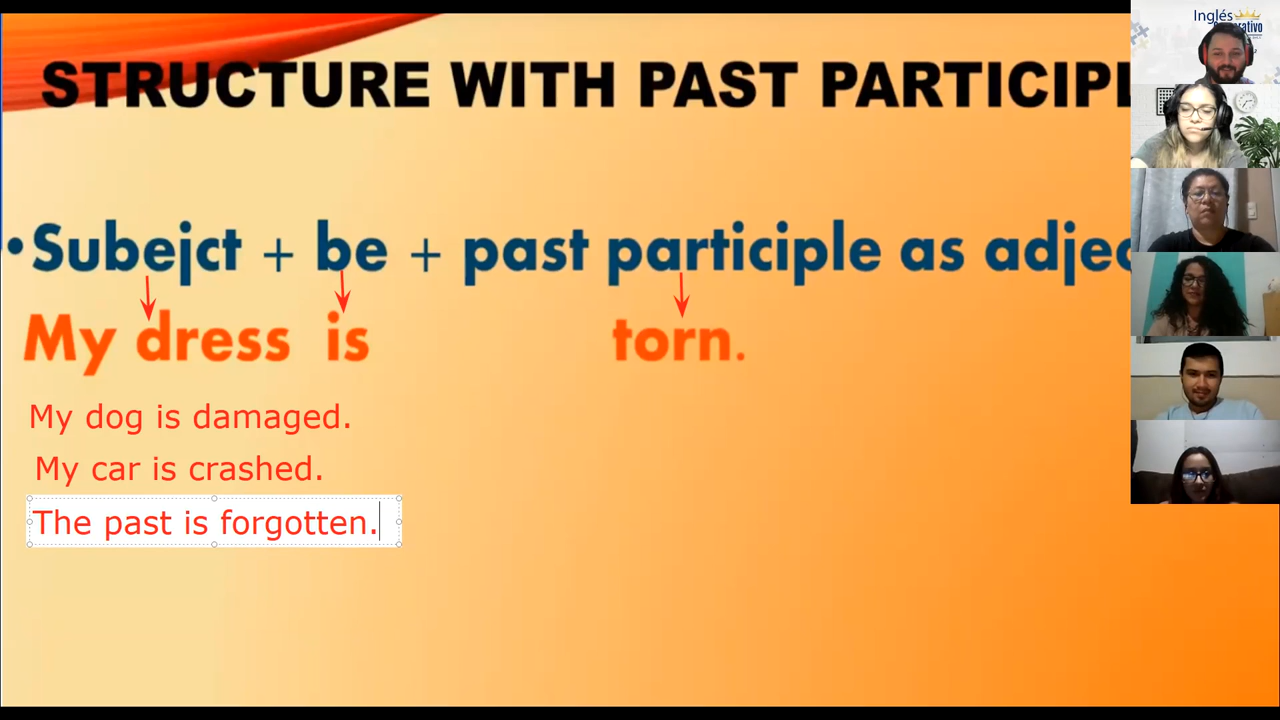 STRUCTURE WITH PAST PARTICIPL
• Subejct + be + past participle as adjec
My dress is torn.
My dog is damaged.
My car is crashed.
The past is forgotten.
Inglés